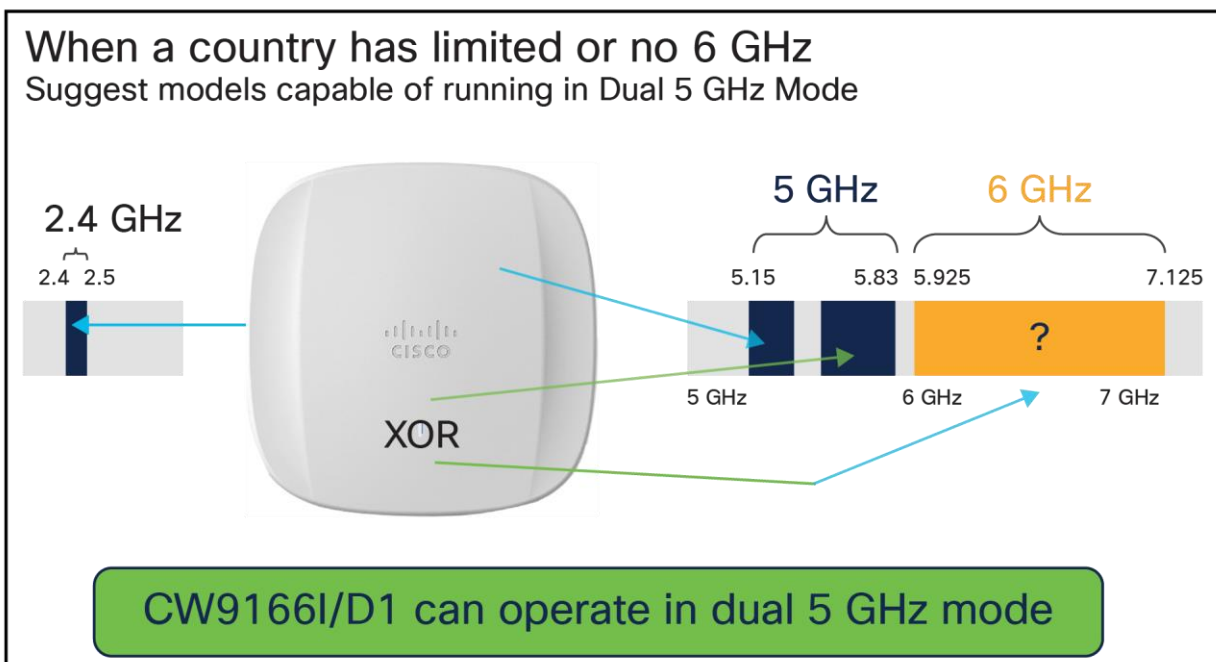 When a country has limited or no 6 GHz
Suggest models capable of running in Dual 5 GHz Mode
2.4 GHz
2.4 2.5
CISCO
XOR
5 GHz 6 GHz
5.15 5.83 5.925 7.125
?
5 GHz 6 GHz 7 GHz
CW9166I/D1 can operate in dual 5 GHz mode